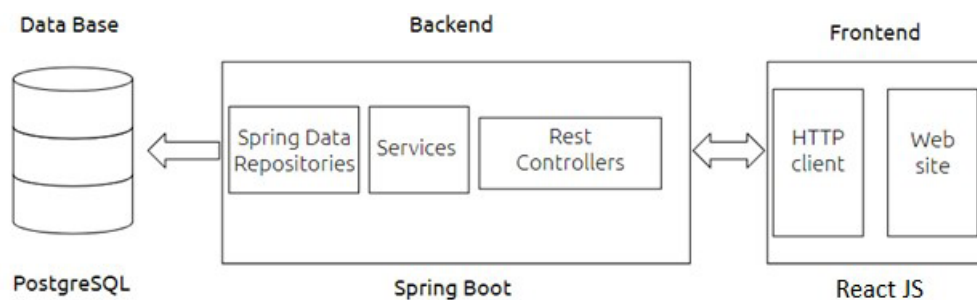 Data Base
Backend
Frontend
Spring Data
Repositories
Services
Rest
Controllers
HTTP
client
Web
site
PostgreSQL
Spring Boot
React JS